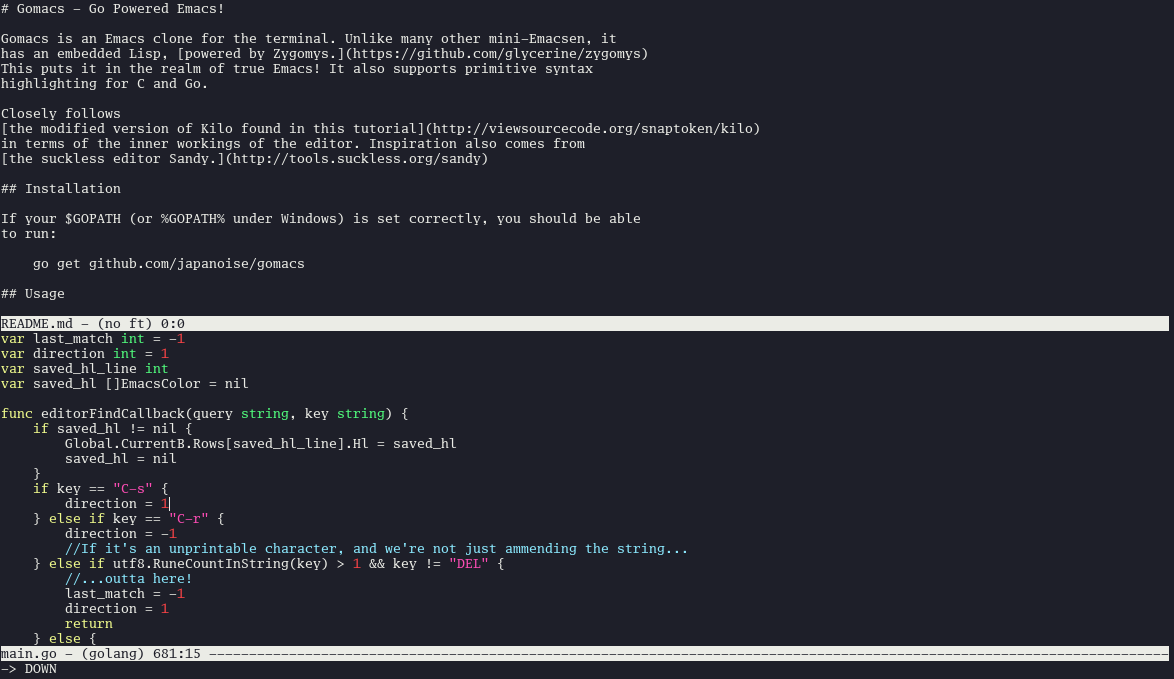 # Gomacs - Go Powered Emacs!

Gomacs is an Emacs clone for the terminal. Unlike many other mini-Emacsen, it
has an embedded Lisp, [powered by Zygomys.](https://github.com/glycerine/zygomys)
This puts it in the realm of true Emacs! It also supports primitive syntax
highlighting for C and Go.

Closely follows
[the modified version of Kilo found in this tutorial](http://viewsourcecode.org/snaptoken/kilo)
in terms of the inner workings of the editor. Inspiration also comes from
[the suckless editor Sandy.](http://tools.suckless.org/sandy)

## Installation

If your $GOPATH (or %GOPATH% under Windows) is set correctly, you should be able
to run:

    go get github.com/japanoise/gomacs

## Usage

README.md - (no ft) 0:0
var last_match int = -1
var direction int = 1
var saved_hl_line int
var saved_hl []EmacsColor = nil

func editorFindCallback(query string, key string) {
    if saved_hl != nil {
        Global.CurrentB.Rows[saved_hl_line].Hl = saved_hl
        saved_hl = nil
    }
    if key == "C-s" {
        direction = 1
    } else if key == "C-r" {
        direction = -1
        //If it's an unprintable character, and we're not just ammending the string...
    } else if utf8.RuneCountInString(key) > 1 && key != "DEL" {
        //...outta here!
        last_match = -1
        direction = 1
        return
    } else {
main.go - (golang) 681:15 ------------------------------------------------------------------------------------------------------------------------
-> DOWN